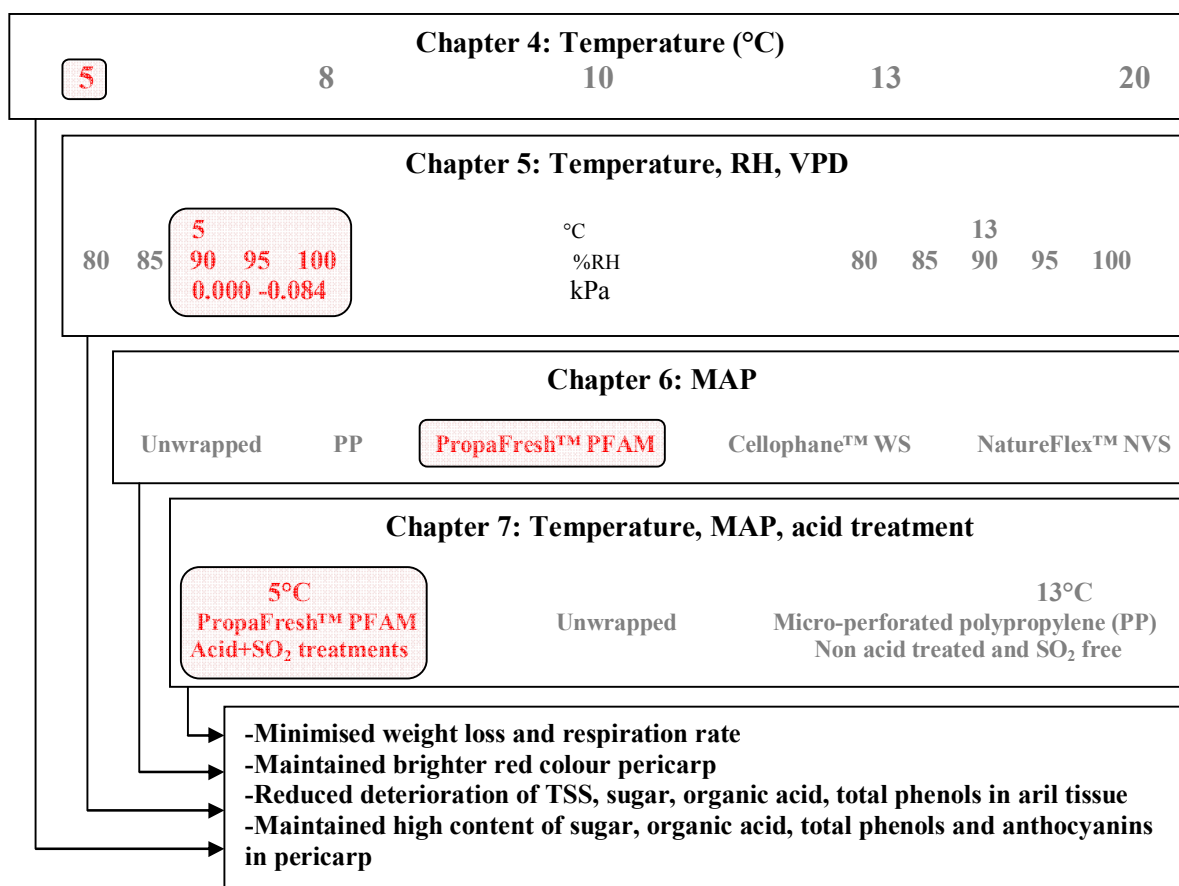 Chapter 4: Temperature (°C)
5 8 10 13 20
Chapter 5: Temperature, RH, VPD
5 °C 13
80 85 90 95 100 %RH 80 85 90 95 100
0.000 -0.084 kPa
Chapter 6: MAP
Unwrapped PP PropaFresh™ PFAM Cellophane™ WS NatureFlex™ NVS
Chapter 7: Temperature, MAP, acid treatment
5°C 13°C
PropaFresh™ PFAM Unwrapped Micro-perforated polypropylene (PP)
Acid+SO₂ treatments Non acid treated and SO₂ free
-Minimised weight loss and respiration rate
-Maintained brighter red colour pericarp
-Reduced deterioration of TSS, sugar, organic acid, total phenols in aril tissue
-Maintained high content of sugar, organic acid, total phenols and anthocyanins
in pericarp